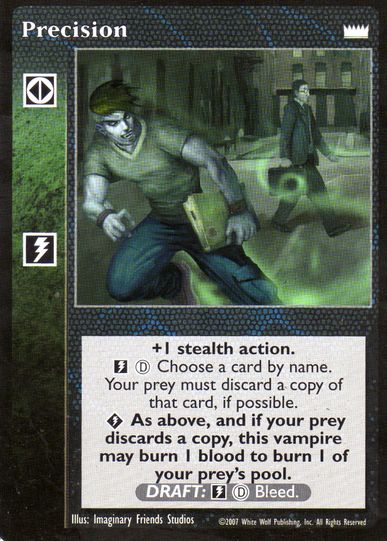 Precision
+1 stealth action.
Ⓓ Choose a card by name.
Your prey must discard a copy of
that card, if possible.
As above, and if your prey
discards a copy, this vampire
may burn 1 blood to burn 1 of
your prey's pool.
DRAFT: Ⓓ Bleed.
Illus: Imaginary Friends Studios ©2007 White Wolf Publishing, Inc. All Rights Reserved.